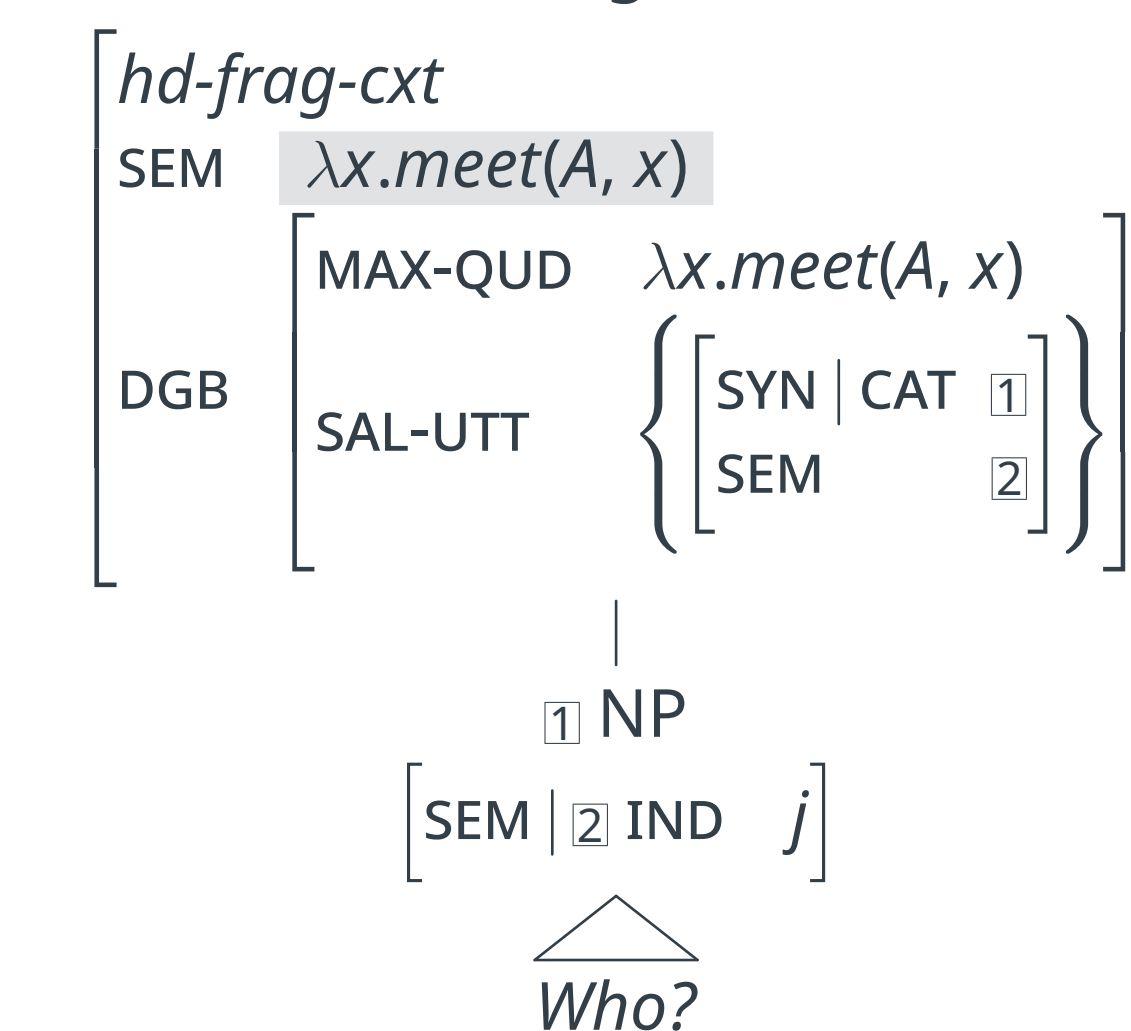 hd-frag-cxt
SEM λx.meet(A, x)
MAX-QUD λx.meet(A, x)
DGB
SAL-UTT
SYN | CAT 1
SEM 2
1 NP
SEM | 2 IND j
Who?